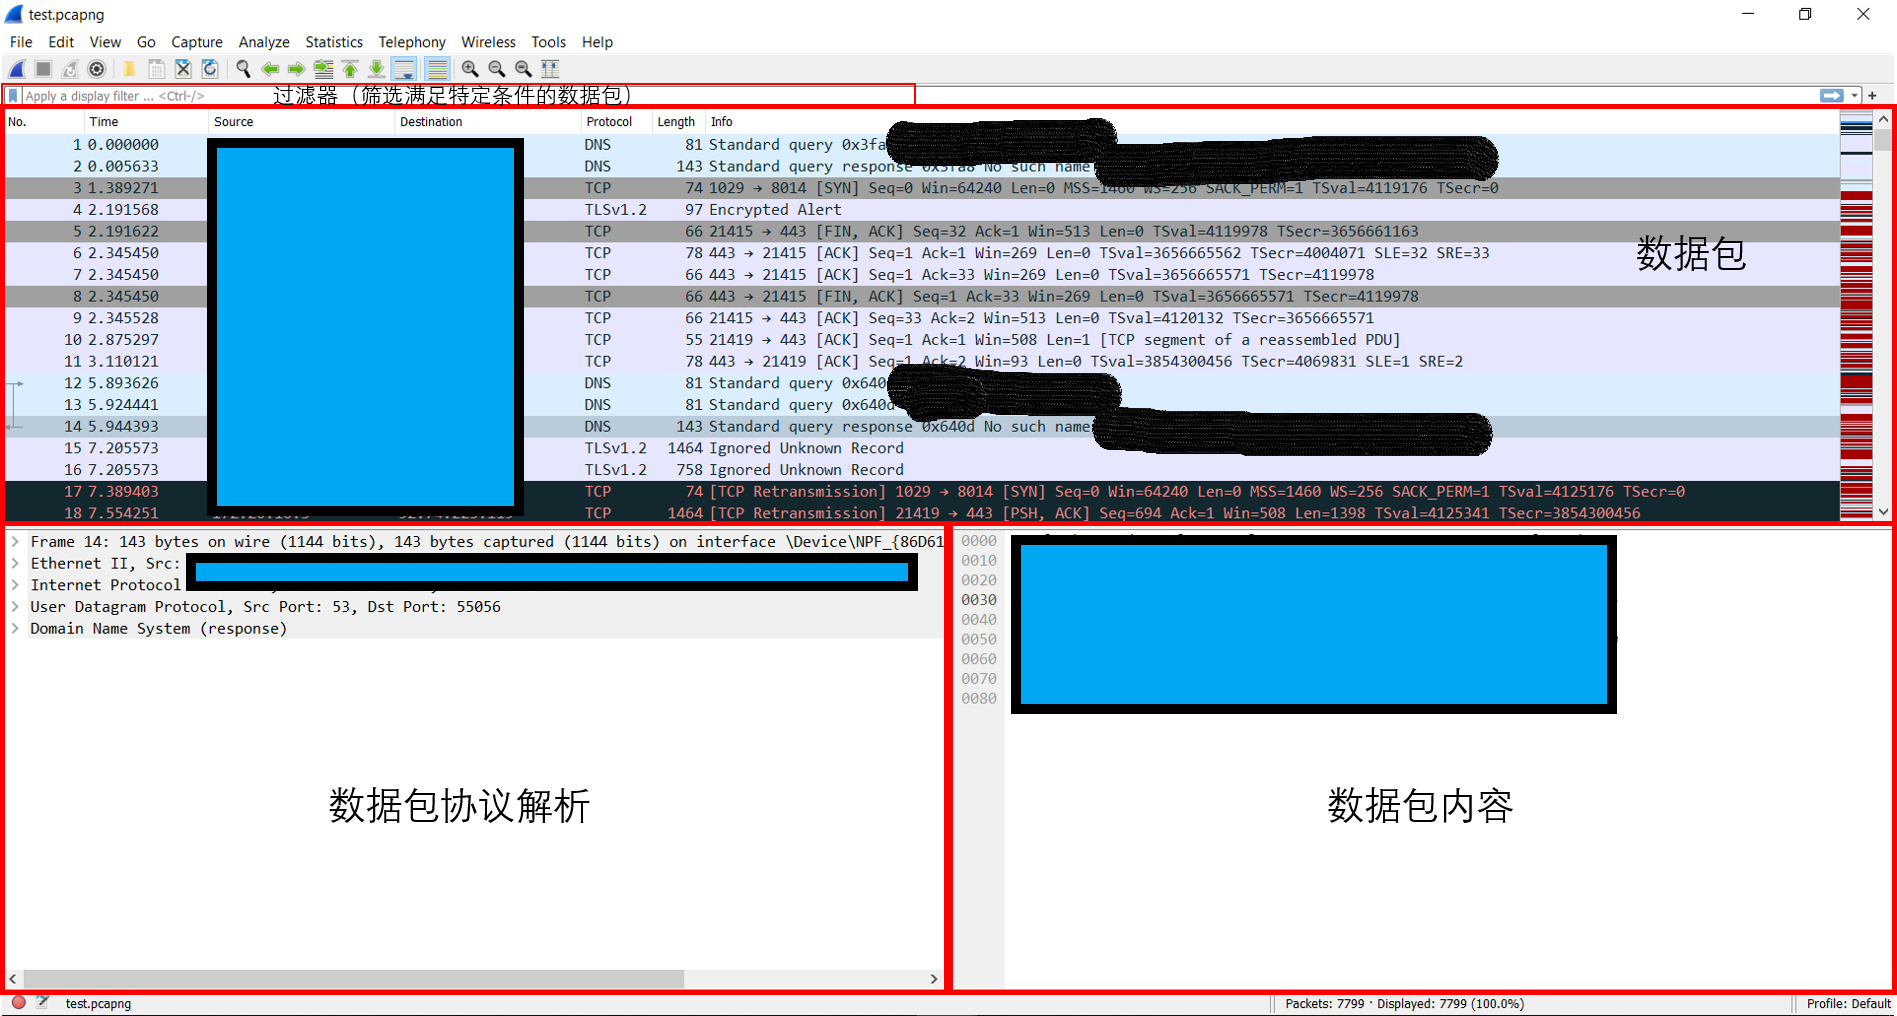 test.pcapng
File Edit View Go Capture Analyze Statistics Telephony Wireless Tools Help
Apply a display filter ... <Ctrl-/> 过滤器（筛选满足特定条件的数据包）
No. Time Source Destination Protocol Length Info
1 0.000000 DNS 81 Standard query 0x3fa
2 0.005633 DNS 143 Standard query response 0x3fa8 No such name
3 1.389271 TCP 74 1029 → 8014 [SYN] Seq=0 Win=64240 Len=0 MSS=1460 WS=256 SACK_PERM=1 TSval=4119176 TSecr=0
4 2.191568 TLSv1.2 97 Encrypted Alert
5 2.191622 TCP 66 21415 → 443 [FIN, ACK] Seq=32 Ack=1 Win=513 Len=0 TSval=4119978 TSecr=3656661163
数据包
6 2.345450 TCP 78 443 → 21415 [ACK] Seq=1 Ack=1 Win=269 Len=0 TSval=3656665562 TSecr=4004071 SLE=32 SRE=33
7 2.345450 TCP 66 443 → 21415 [ACK] Seq=1 Ack=33 Win=269 Len=0 TSval=3656665571 TSecr=4119978
8 2.345450 TCP 66 443 → 21415 [FIN, ACK] Seq=1 Ack=33 Win=269 Len=0 TSval=3656665571 TSecr=4119978
9 2.345528 TCP 66 21415 → 443 [ACK] Seq=33 Ack=2 Win=513 Len=0 TSval=4120132 TSecr=3656665571
10 2.875297 TCP 55 21419 → 443 [ACK] Seq=1 Ack=1 Win=508 Len=1 [TCP segment of a reassembled PDU]
11 3.110121 TCP 78 443 → 21419 [ACK] Seq=1 Ack=2 Win=93 Len=0 TSval=3854300456 TSecr=4069831 SLE=1 SRE=2
12 5.893626 DNS 81 Standard query 0x640
13 5.924441 DNS 81 Standard query 0x640d
14 5.944393 DNS 143 Standard query response 0x640d No such name
15 7.205573 TLSv1.2 1464 Ignored Unknown Record
16 7.205573 TLSv1.2 758 Ignored Unknown Record
17 7.389403 TCP 74 [TCP Retransmission] 1029 → 8014 [SYN] Seq=0 Win=64240 Len=0 MSS=1460 WS=256 SACK_PERM=1 TSval=4125176 TSecr=0
18 7.554251 TCP 1464 [TCP Retransmission] 21419 → 443 [PSH, ACK] Seq=694 Ack=1 Win=508 Len=1398 TSval=4125341 TSecr=3854300456
Frame 14: 143 bytes on wire (1144 bits), 143 bytes captured (1144 bits) on interface \Device\NPF_{86D61
Ethernet II, Src:
Internet Protocol
User Datagram Protocol, Src Port: 53, Dst Port: 55056
Domain Name System (response)
数据包协议解析
0000
0010
0020
0030
0040
0050
0060
0070
0080
数据包内容
test.pcapng Packets: 7799 · Displayed: 7799 (100.0%) Profile: Default